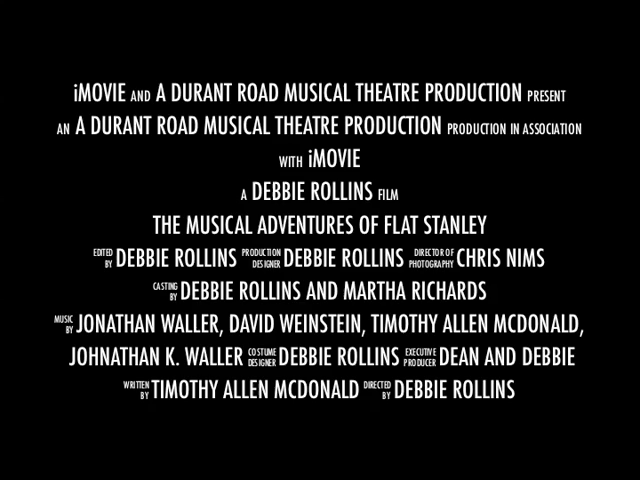 iMOVIE AND A DURANT ROAD MUSICAL THEATRE PRODUCTION PRESENT
AN A DURANT ROAD MUSICAL THEATRE PRODUCTION PRODUCTION IN ASSOCIATION
WITH iMOVIE
A DEBBIE ROLLINS FILM
THE MUSICAL ADVENTURES OF FLAT STANLEY
EDITED BY DEBBIE ROLLINS PRODUCTION DESIGNER DEBBIE ROLLINS DIRECTOR OF PHOTOGRAPHY CHRIS NIMS
CASTING BY DEBBIE ROLLINS AND MARTHA RICHARDS
MUSIC BY JONATHAN WALLER, DAVID WEINSTEIN, TIMOTHY ALLEN MCDONALD,
JOHNATHAN K. WALLER COSTUME DESIGNER DEBBIE ROLLINS EXECUTIVE PRODUCER DEAN AND DEBBIE
WRITTEN BY TIMOTHY ALLEN MCDONALD DIRECTED BY DEBBIE ROLLINS